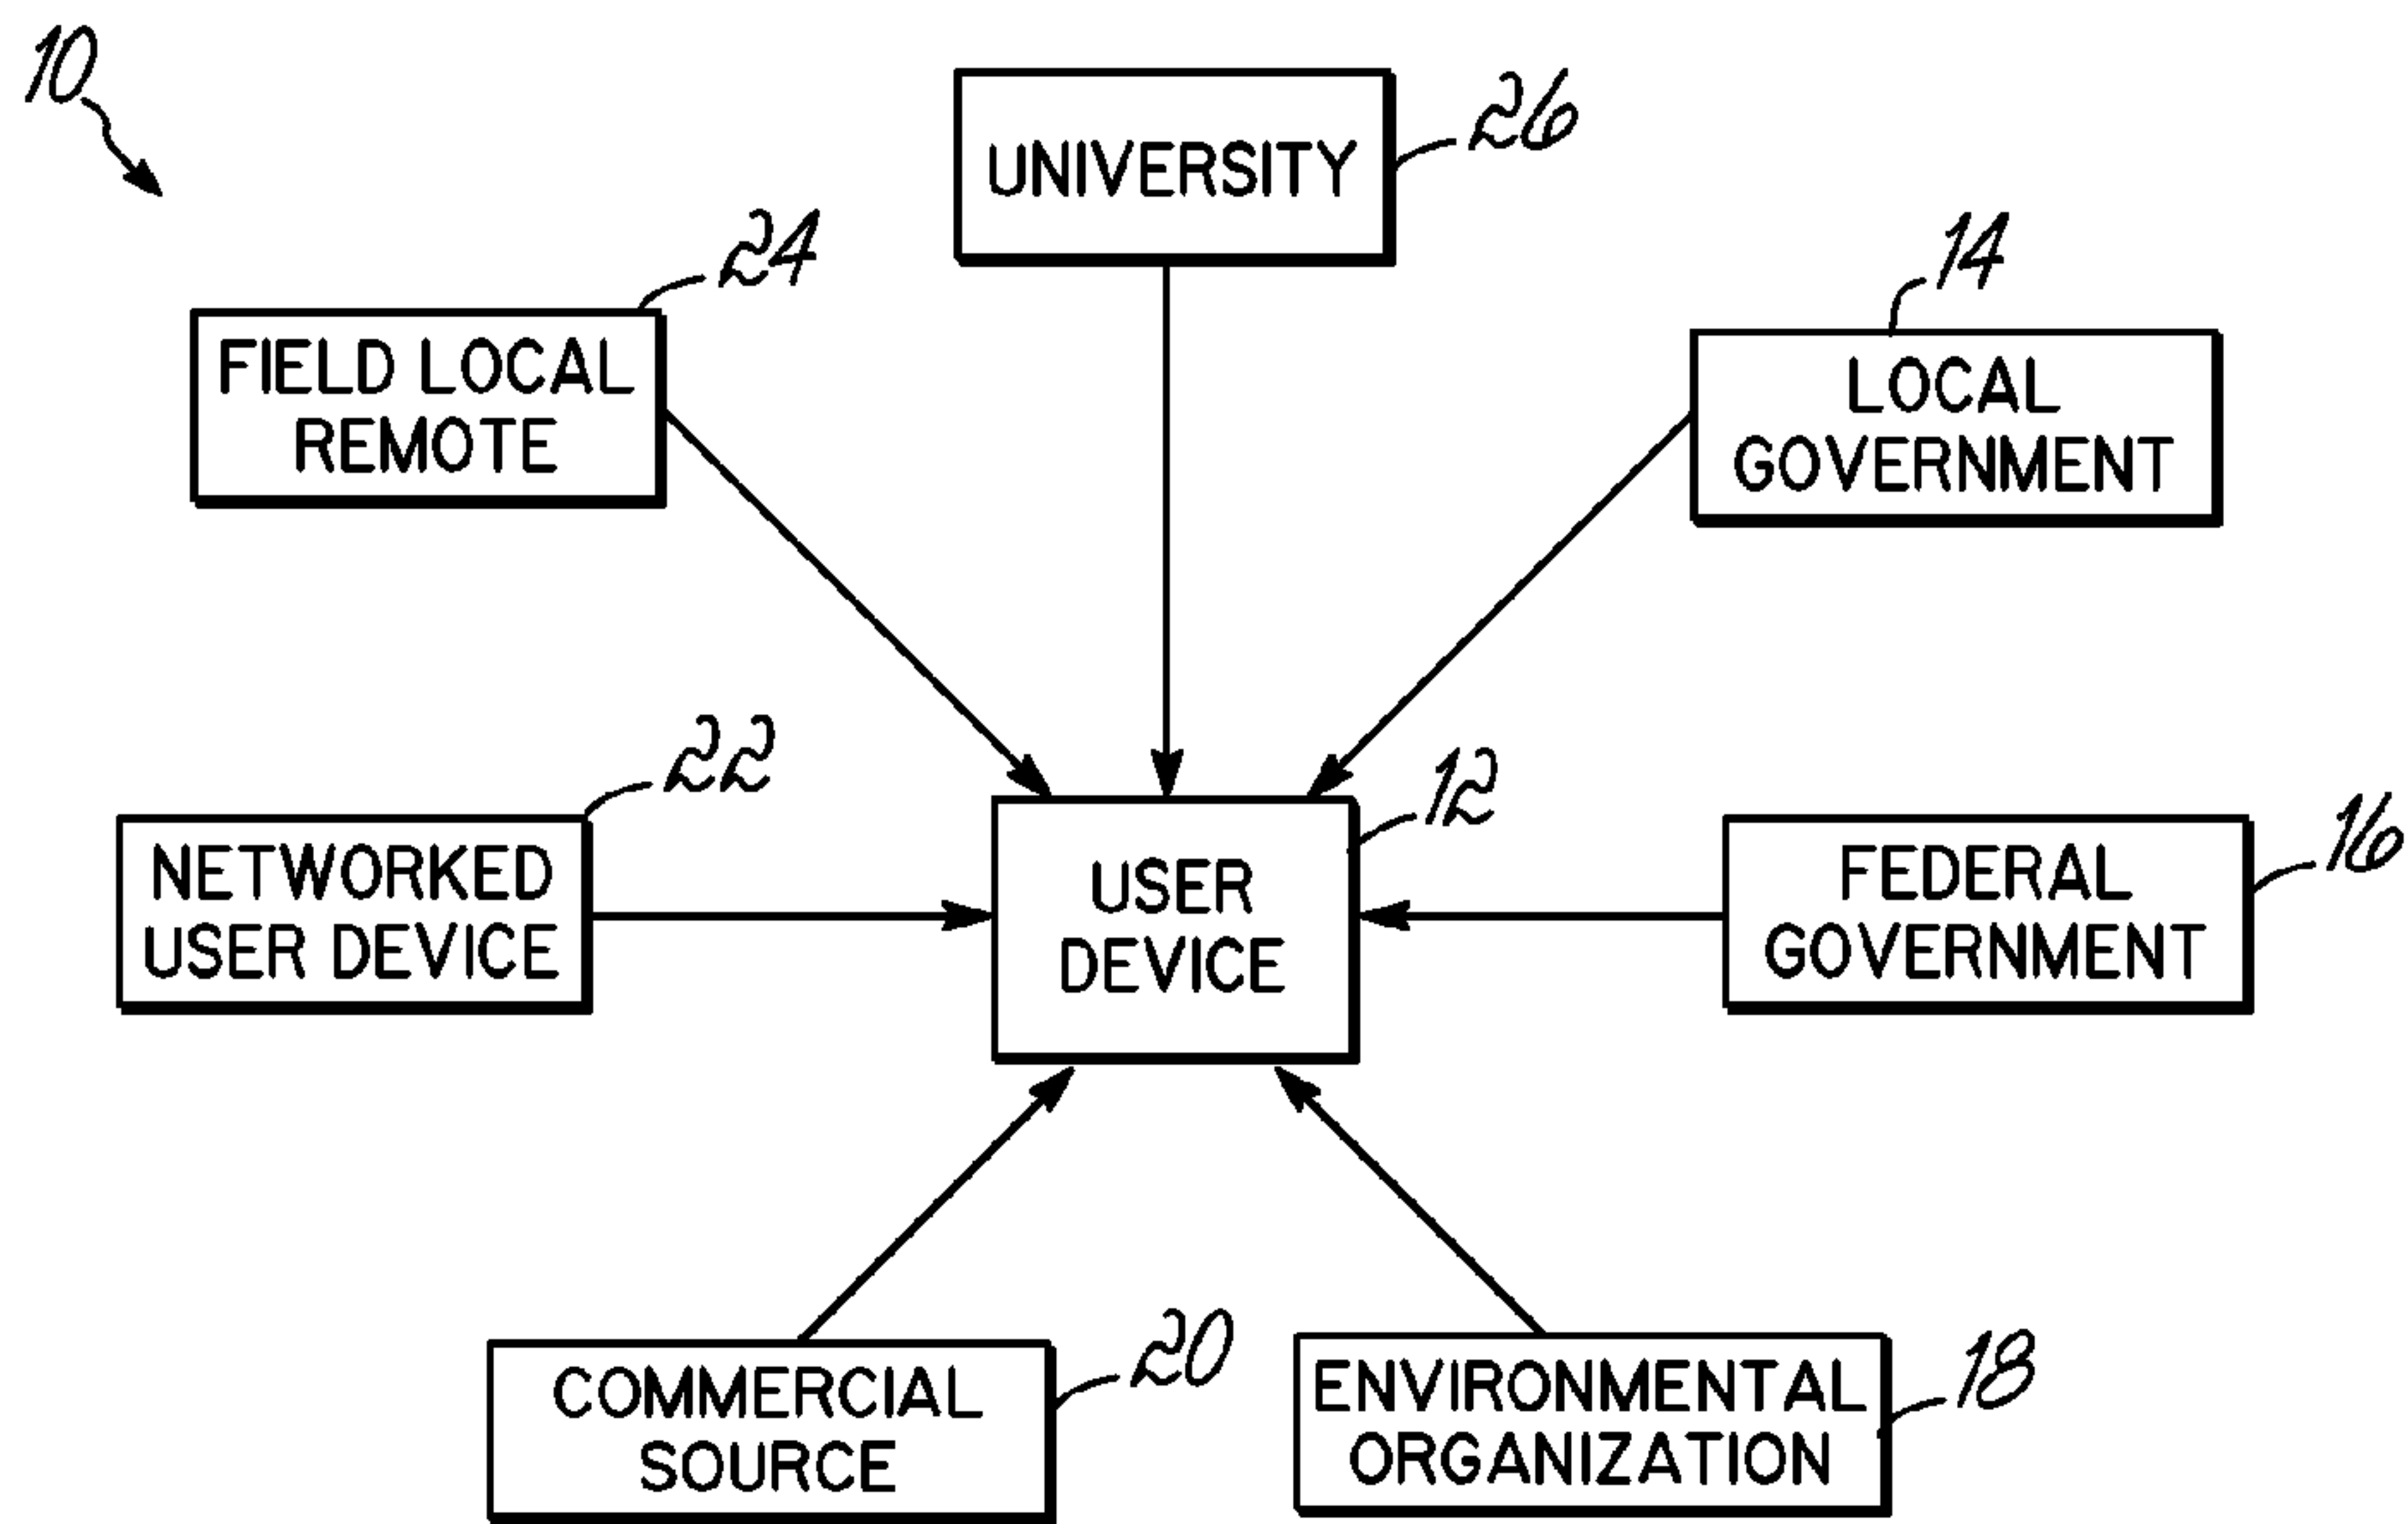 10
UNIVERSITY
26
24
FIELD LOCAL
REMOTE
14
LOCAL
GOVERNMENT
22
NETWORKED
USER DEVICE
12
USER
DEVICE
16
FEDERAL
GOVERNMENT
20
COMMERCIAL
SOURCE
18
ENVIRONMENTAL
ORGANIZATION